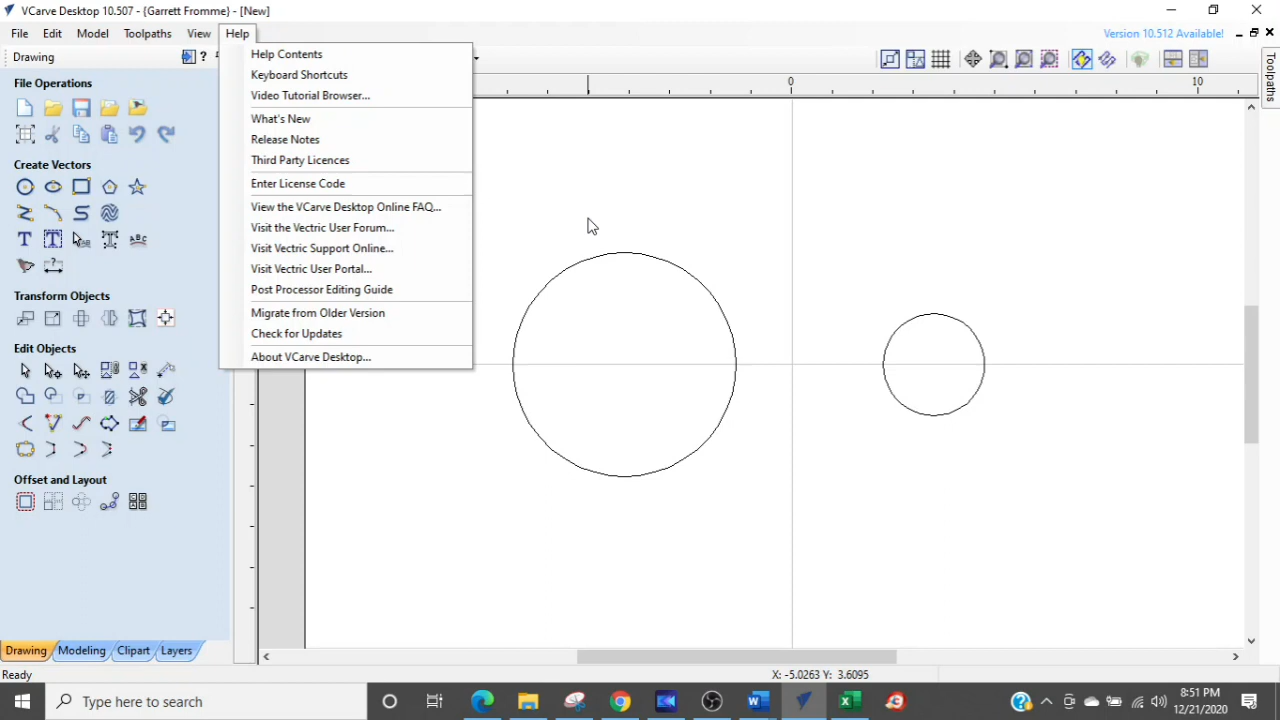 VCarve Desktop 10.507 - {Garrett Fromme} - [New]
File Edit Model Toolpaths View Help
Version 10.512 Available!
Drawing
?
File Operations
Create Vectors
Transform Objects
Edit Objects
Offset and Layout
Help Contents
Keyboard Shortcuts
Video Tutorial Browser...
What's New
Release Notes
Third Party Licences
Enter License Code
View the VCarve Desktop Online FAQ...
Visit the Vectric User Forum...
Visit Vectric Support Online...
Visit Vectric User Portal...
Post Processor Editing Guide
Migrate from Older Version
Check for Updates
About VCarve Desktop...
0 10
Toolpaths
Drawing Modeling Clipart Layers
Ready
X: -5.0263 Y: 3.6095
Type here to search
8:51 PM
12/21/2020